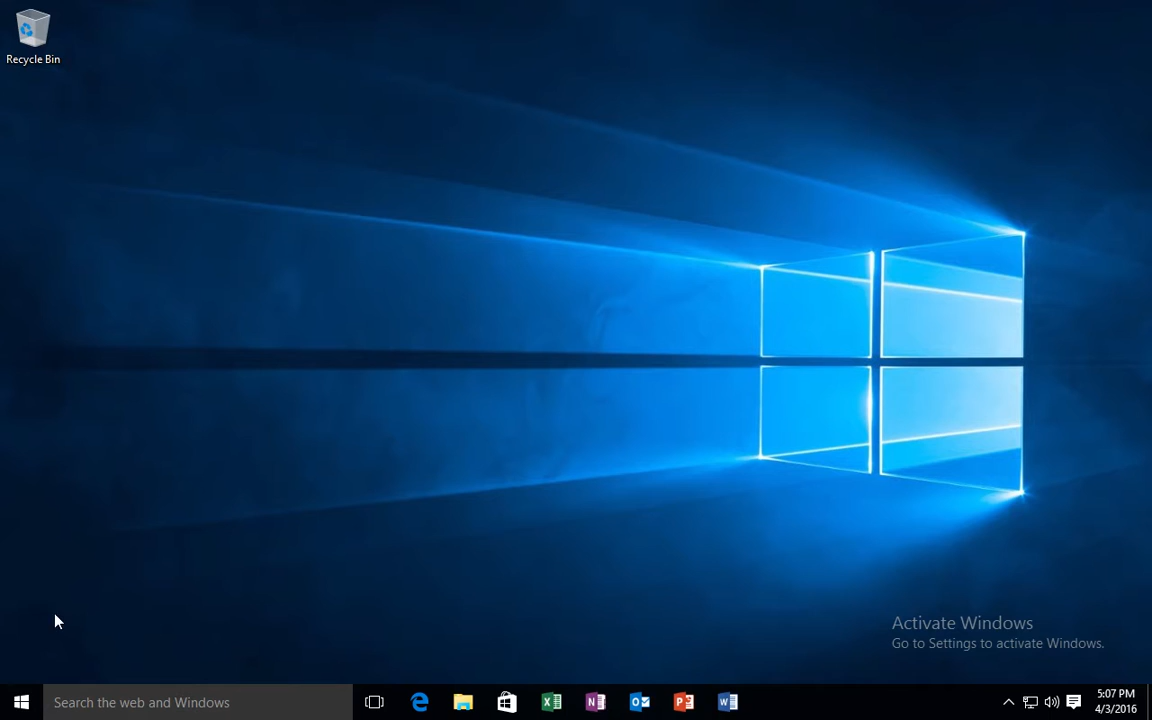 Recycle Bin
Activate Windows
Go to Settings to activate Windows.
Search the web and Windows
5:07 PM
4/3/2016